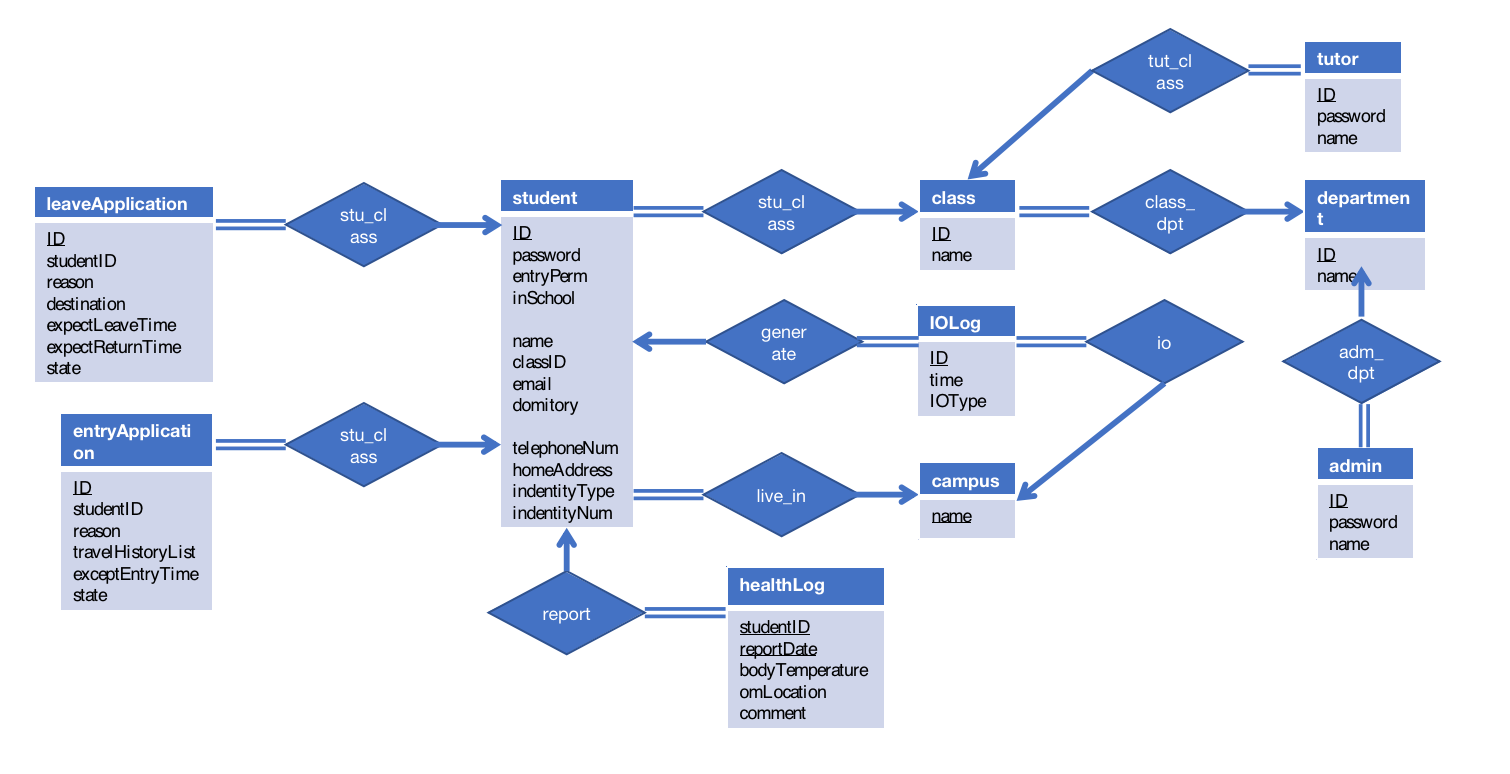 tut_cl
ass
tutor
ID
password
name
leaveApplication
ID
studentID
reason
destination
expectLeaveTime
expectReturnTime
state
stu_cl
ass
student
ID
password
entryPerm
inSchool
name
classID
email
domitory
telephoneNum
homeAddress
indentityType
indentityNum
stu_cl
ass
class
ID
name
class_
dpt
departmen
t
ID
name
gener
ate
IOLog
ID
time
IOType
io
adm_
dpt
admin
ID
password
name
entryApplicati
on
ID
studentID
reason
travelHistoryList
exceptEntryTime
state
stu_cl
ass
live_in
campus
name
report
healthLog
studentID
reportDate
bodyTemperature
omLocation
comment